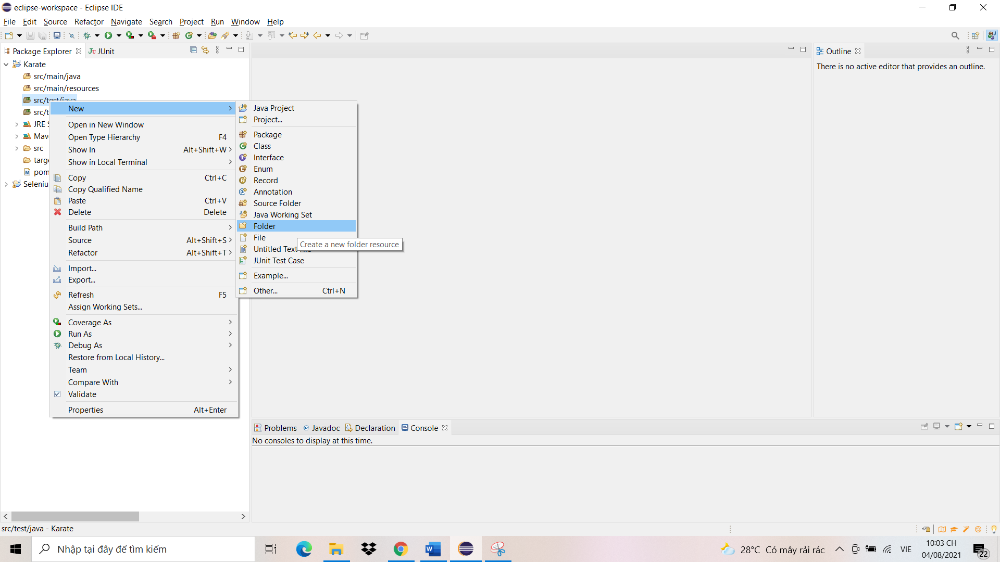 eclipse-workspace - Eclipse IDE
File Edit Source Refactor Navigate Search Project Run Window Help
Package Explorer
JUnit
Karate
src/main/java
src/main/resources
src/test/java
src/t
JRE S
Mav
src
targ
pom
Seleniu
New
Open in New Window
Open Type Hierarchy F4
Show In Alt+Shift+W
Show in Local Terminal
Copy Ctrl+C
Copy Qualified Name
Paste Ctrl+V
Delete Delete
Build Path
Source Alt+Shift+S
Refactor Alt+Shift+T
Import...
Export...
Refresh F5
Assign Working Sets...
Coverage As
Run As
Debug As
Restore from Local History...
Team
Compare With
Validate
Properties Alt+Enter
Java Project
Project...
Package
Class
Interface
Enum
Record
Annotation
Source Folder
Java Working Set
Folder
File
Create a new folder resource
Untitled Text File
JUnit Test Case
Example...
Other... Ctrl+N
Outline
There is no active editor that provides an outline.
Problems Javadoc Declaration Console
No consoles to display at this time.
src/test/java - Karate
Nhập tại đây để tìm kiếm
28°C Có mây rải rác
VIE
10:03 CH
04/08/2021
22